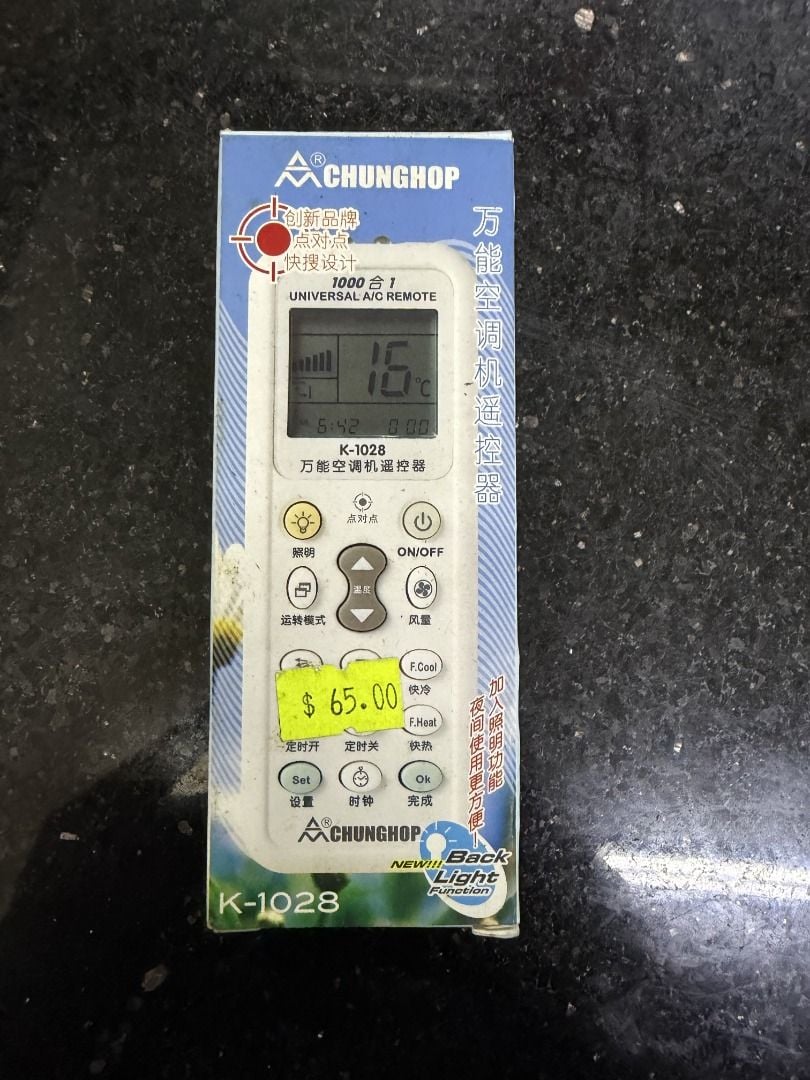 ® CHUNGHOP
创新品牌
点对点
快搜设计
万能空调机遥控器
1000 合 1
UNIVERSAL A/C REMOTE
16°C
6:42 0:00
K-1028
万能空调机遥控器
点对点
照明 ON/OFF
温度
运转模式 风量
F.Cool
快冷
$ 65.00
F.Heat
定时开 定时关 快热
Set Ok
设置 时钟 完成
® CHUNGHOP
加入照明功能
夜间使用更方便
NEW!!! Back
Light
Function
K-1028